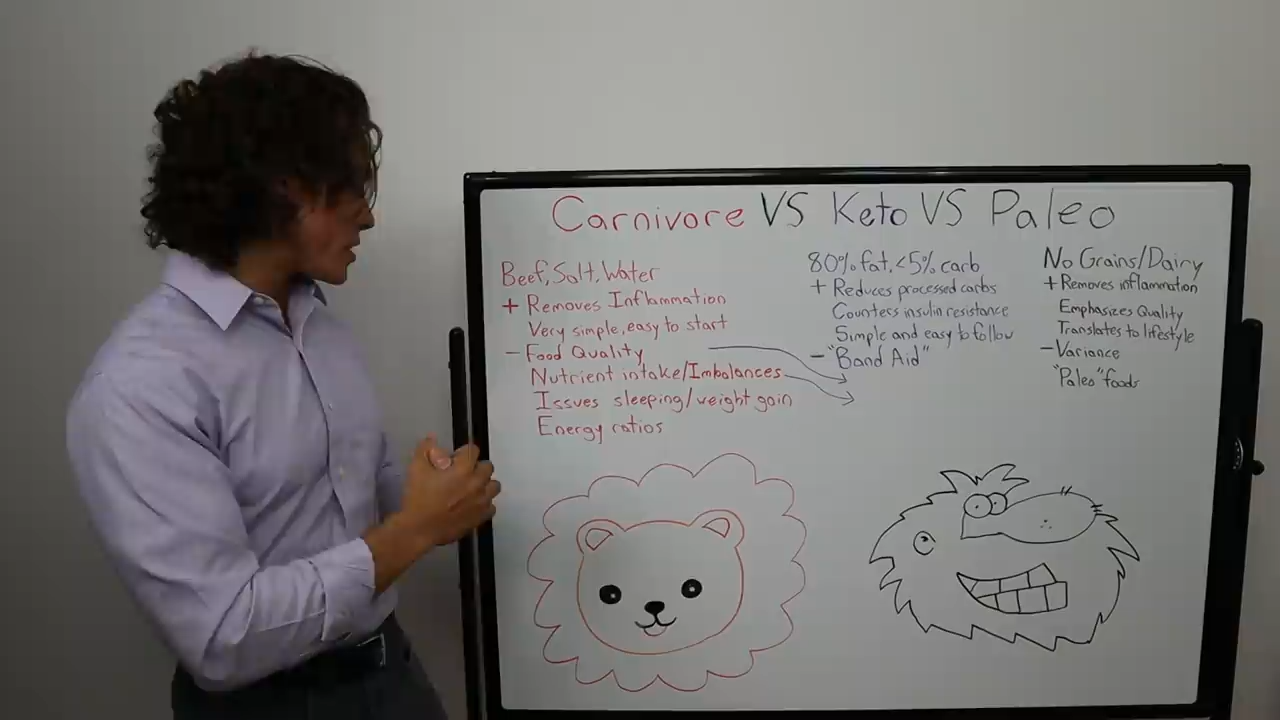 Carnivore VS Keto VS Paleo
Beef, Salt, Water
+ Removes Inflammation
Very simple, easy to start
- Food Quality
Nutrient intake/Imbalances
Issues sleeping/weight gain
Energy ratios
80% fat, <5% carb
+ Reduces processed carbs
Counters insulin resistance
Simple and easy to follow
- "Band Aid"
No Grains/Dairy
+ Removes inflammation
Emphasizes Quality
Translates to lifestyle
- Variance
"Paleo" foods